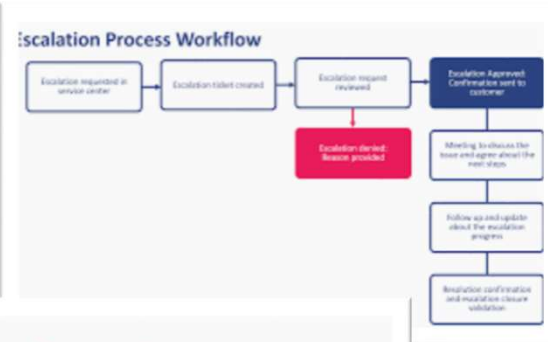 Escalation Process Workflow
Escalation requested in
service center
Escalation ticket created
Escalation request
reviewed
Escalation Approved:
Confirmation sent to
customer
Escalation denied:
Reason provided
Meeting to discuss the
issue and agree about the
next steps
Follow up and update
about the escalation
progress
Resolution confirmation
and escalation closure
validation